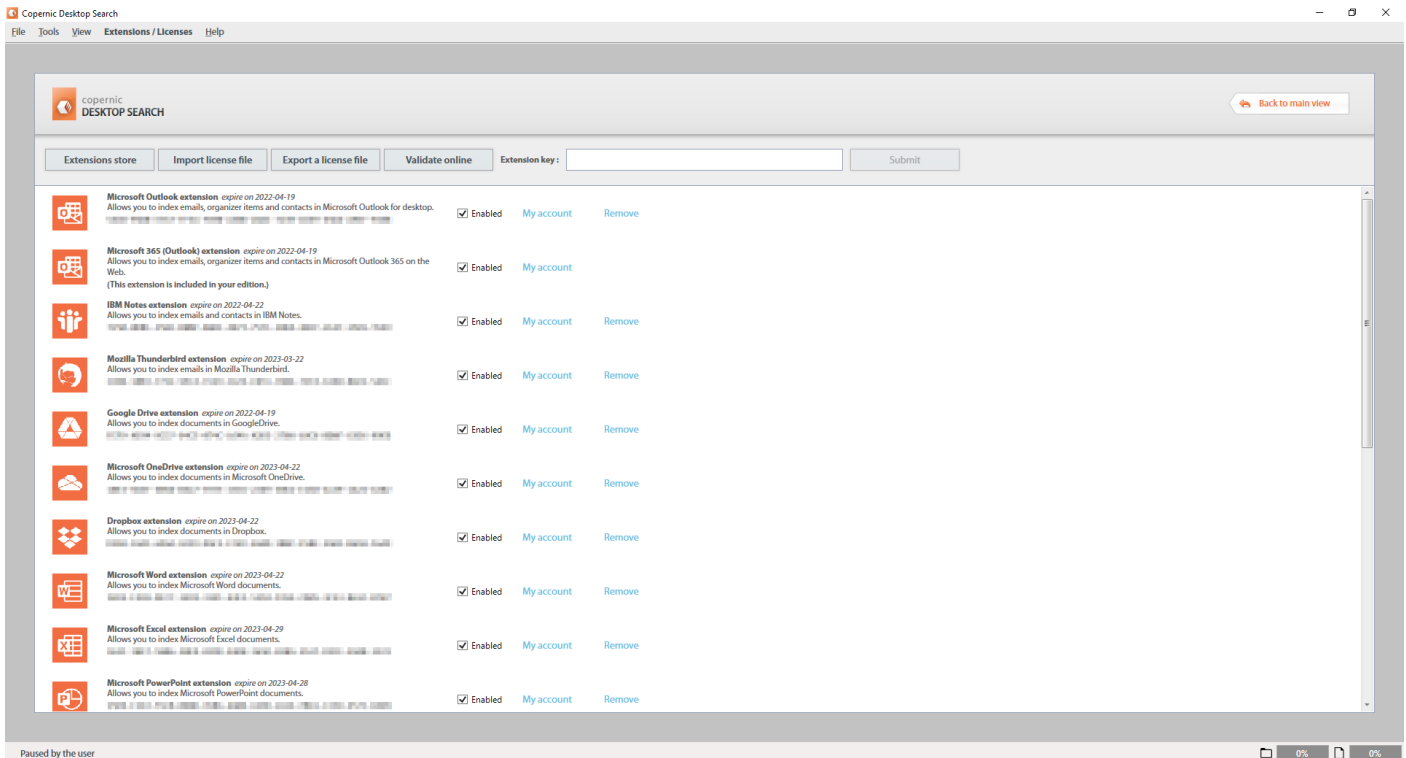 Copernic Desktop Search
File Tools View Extensions / Licenses Help
copernic
DESKTOP SEARCH
Back to main view
Extensions store Import license file Export a license file Validate online Extension key : Submit
Microsoft Outlook extension expire on 2022-04-19
Allows you to index emails, organizer items and contacts in Microsoft Outlook for desktop.
Enabled My account Remove
Microsoft 365 (Outlook) extension expire on 2022-04-19
Allows you to index emails, organizer items and contacts in Microsoft Outlook 365 on the
Web.
(This extension is included in your edition.)
Enabled My account
IBM Notes extension expire on 2022-04-22
Allows you to index emails and contacts in IBM Notes.
Enabled My account Remove
Mozilla Thunderbird extension expire on 2023-03-22
Allows you to index emails in Mozilla Thunderbird.
Enabled My account Remove
Google Drive extension expire on 2022-04-19
Allows you to index documents in GoogleDrive.
Enabled My account Remove
Microsoft OneDrive extension expire on 2023-04-22
Allows you to index documents in Microsoft OneDrive.
Enabled My account Remove
Dropbox extension expire on 2023-04-22
Allows you to index documents in Dropbox.
Enabled My account Remove
Microsoft Word extension expire on 2023-04-22
Allows you to index Microsoft Word documents.
Enabled My account Remove
Microsoft Excel extension expire on 2023-04-29
Allows you to index Microsoft Excel documents.
Enabled My account Remove
Microsoft PowerPoint extension expire on 2023-04-28
Allows you to index Microsoft PowerPoint documents.
Enabled My account Remove
Paused by the user 0% 0%